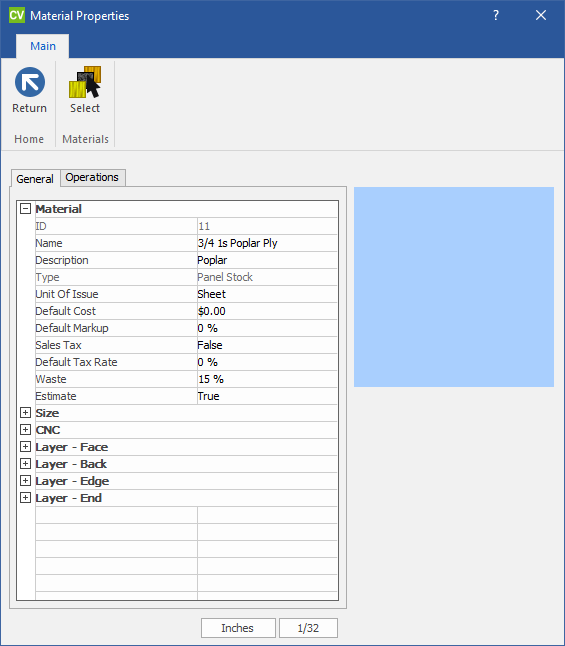 CV Material Properties ?
Main
Return Select
Home Materials
General Operations
Material
ID 11
Name 3/4 1s Poplar Ply
Description Poplar
Type Panel Stock
Unit Of Issue Sheet
Default Cost $0.00
Default Markup 0 %
Sales Tax False
Default Tax Rate 0 %
Waste 15 %
Estimate True
Size
CNC
Layer - Face
Layer - Back
Layer - Edge
Layer - End
Inches 1/32